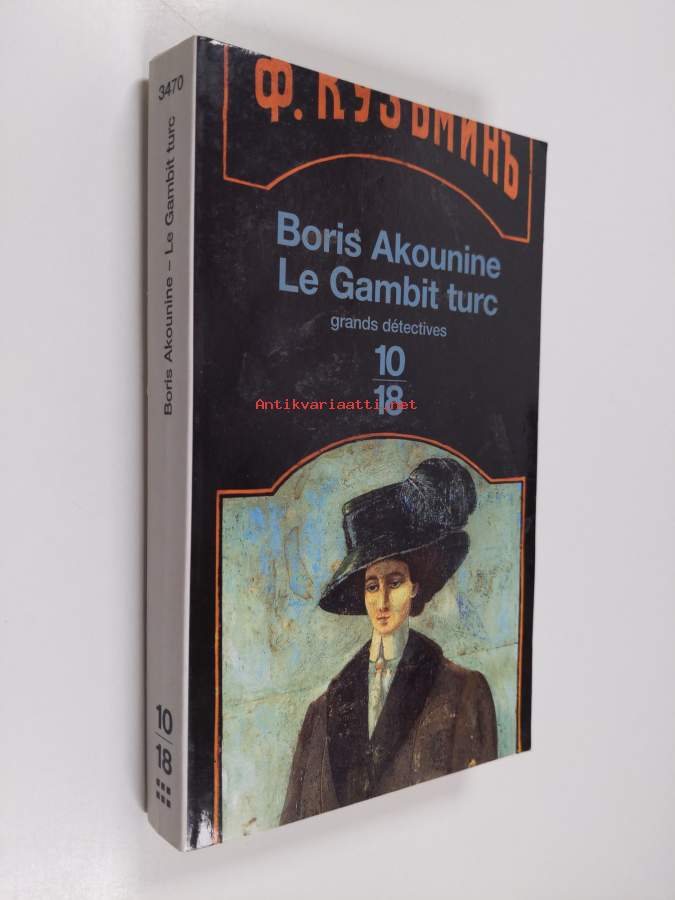 Ф. КУЗЬМИНЪ
Boris Akounine
Le Gambit turc
grands détectives
10
18
Antikvariaatti.net
3470
Boris Akounine – Le Gambit turc
10
18